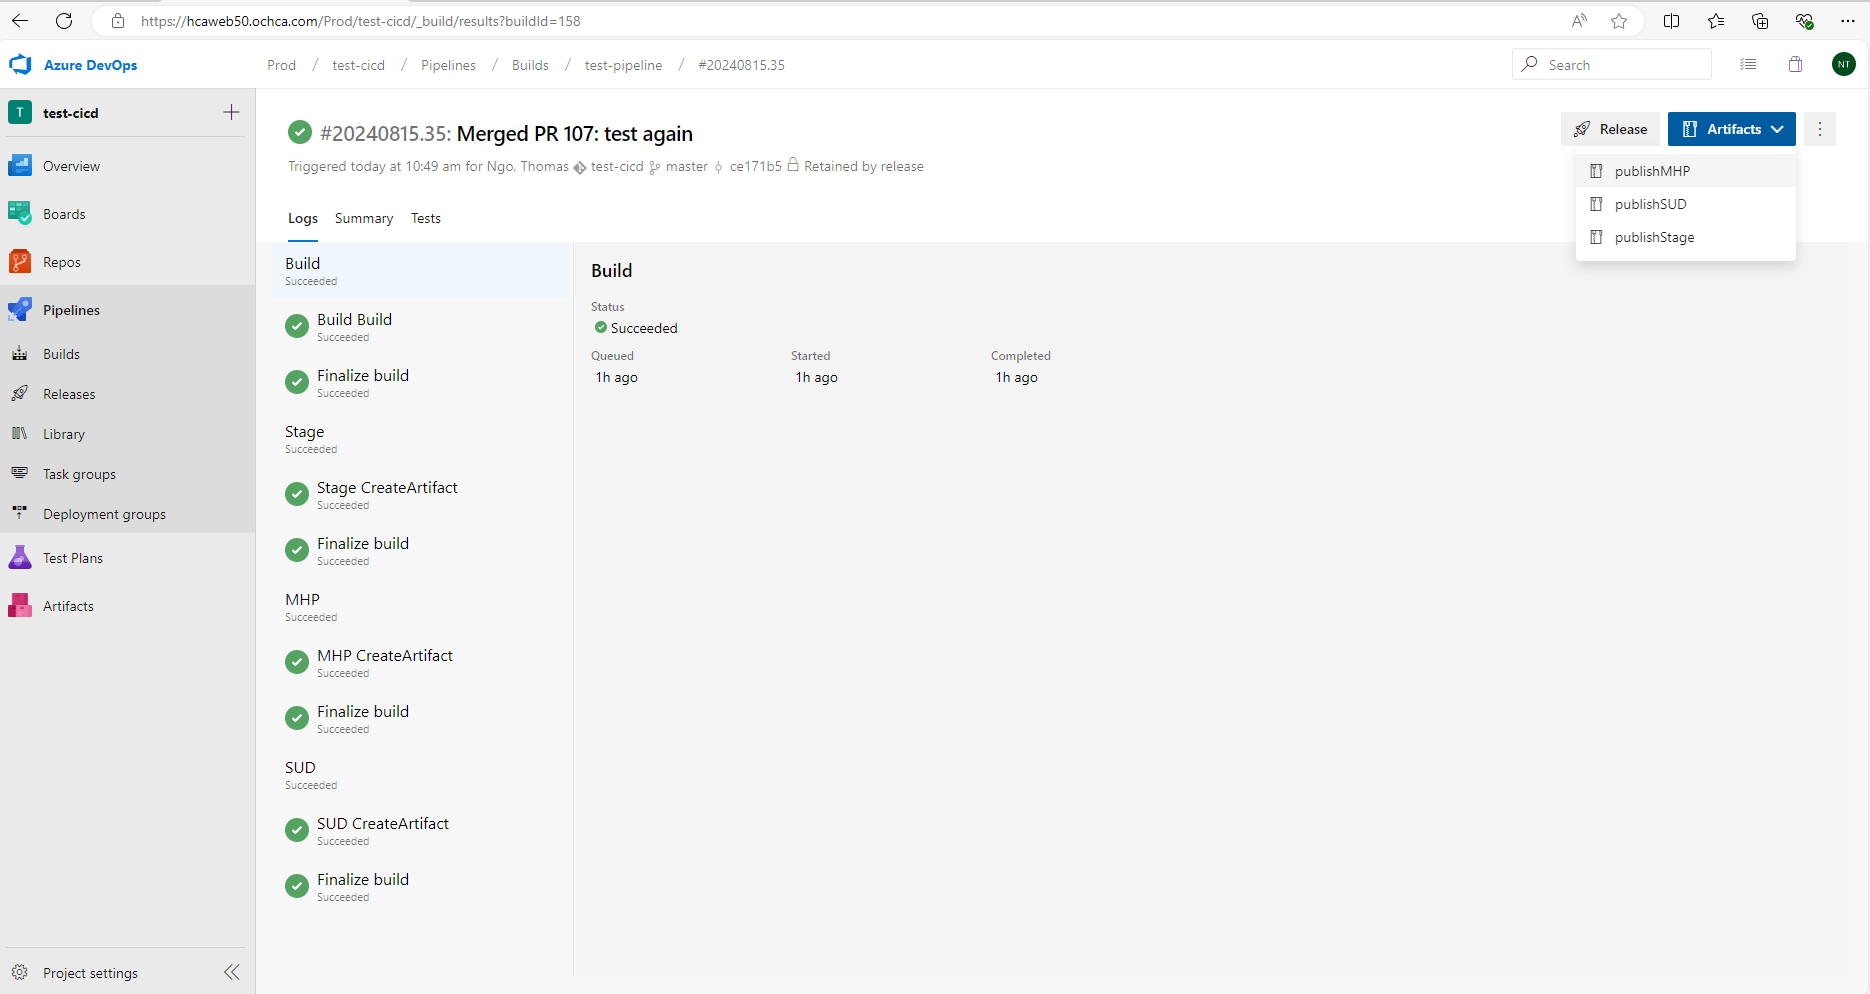 https://hcaweb50.ochca.com/Prod/test-cicd/_build/results?buildId=158
Azure DevOps
Prod / test-cicd / Pipelines / Builds / test-pipeline / #20240815.35
Search
NT
T test-cicd
Overview
Boards
Repos
Pipelines
Builds
Releases
Library
Task groups
Deployment groups
Test Plans
Artifacts
Project settings
#20240815.35: Merged PR 107: test again
Triggered today at 10:49 am for Ngo, Thomas test-cicd master ce171b5 Retained by release
Release
Artifacts
publishMHP
publishSUD
publishStage
Logs Summary Tests
Build
Succeeded
Build Build
Succeeded
Finalize build
Succeeded
Stage
Succeeded
Stage CreateArtifact
Succeeded
Finalize build
Succeeded
MHP
Succeeded
MHP CreateArtifact
Succeeded
Finalize build
Succeeded
SUD
Succeeded
SUD CreateArtifact
Succeeded
Finalize build
Succeeded
Build
Status
Succeeded
Queued Started Completed
1h ago 1h ago 1h ago